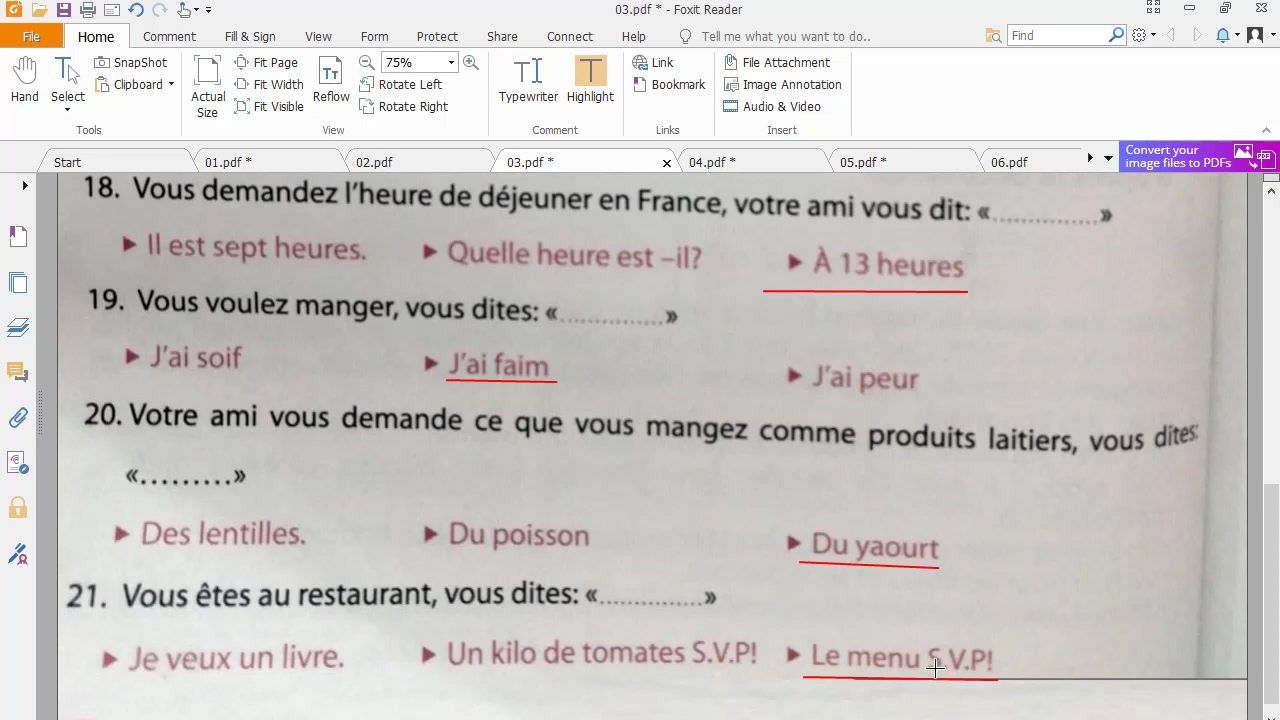 03.pdf * - Foxit Reader
File Home Comment Fill & Sign View Form Protect Share Connect Help Tell me what you want to do.. Find
Hand Select SnapShot Clipboard Actual Size Fit Page Fit Width Fit Visible Reflow 75% Rotate Left Rotate Right Typewriter Highlight Link Bookmark File Attachment Image Annotation Audio & Video
Tools View Comment Links Insert
Start 01.pdf * 02.pdf 03.pdf * 04.pdf * 05.pdf * 06.pdf
Convert your
image files to PDFs
18. Vous demandez l'heure de déjeuner en France, votre ami vous dit: «...............»
Il est sept heures. Quelle heure est –il? À 13 heures
19. Vous voulez manger, vous dites: «...............»
J'ai soif J'ai faim J'ai peur
20. Votre ami vous demande ce que vous mangez comme produits laitiers, vous dites:
«.........»
Des lentilles. Du poisson Du yaourt
21. Vous êtes au restaurant, vous dites: «...............»
Je veux un livre. Un kilo de tomates S.V.P! Le menu S.V.P!